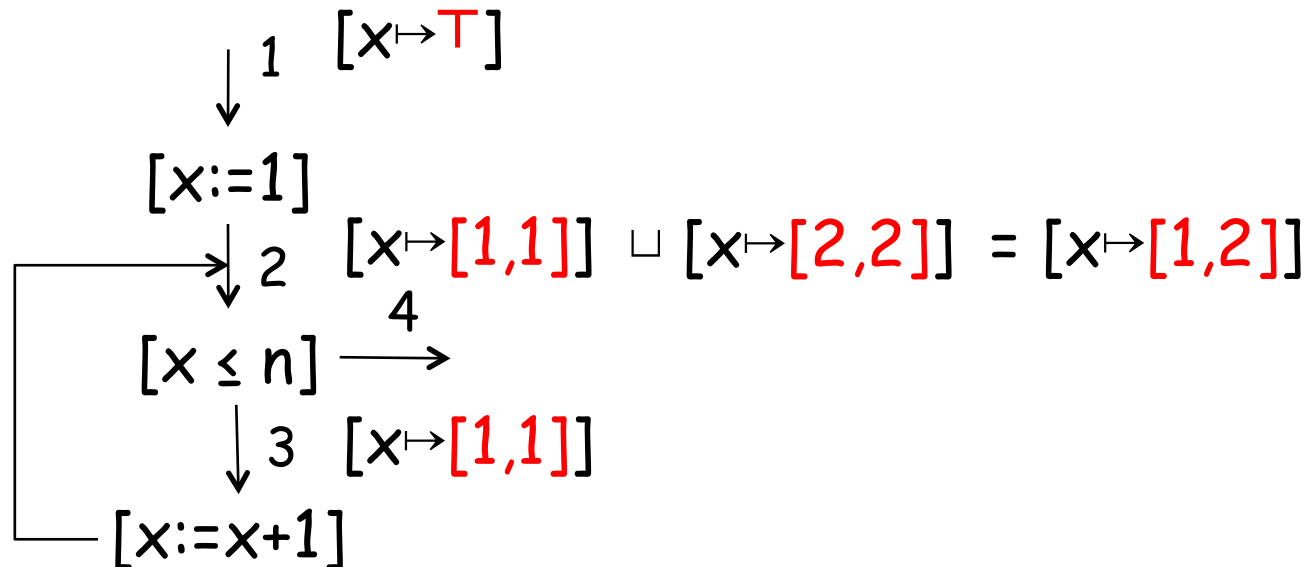 1 [x↦⊤]
[x:=1]
2 [x↦[1,1]] ⊔ [x↦[2,2]] = [x↦[1,2]]
4
[x ≤ n]
3 [x↦[1,1]]
[x:=x+1]